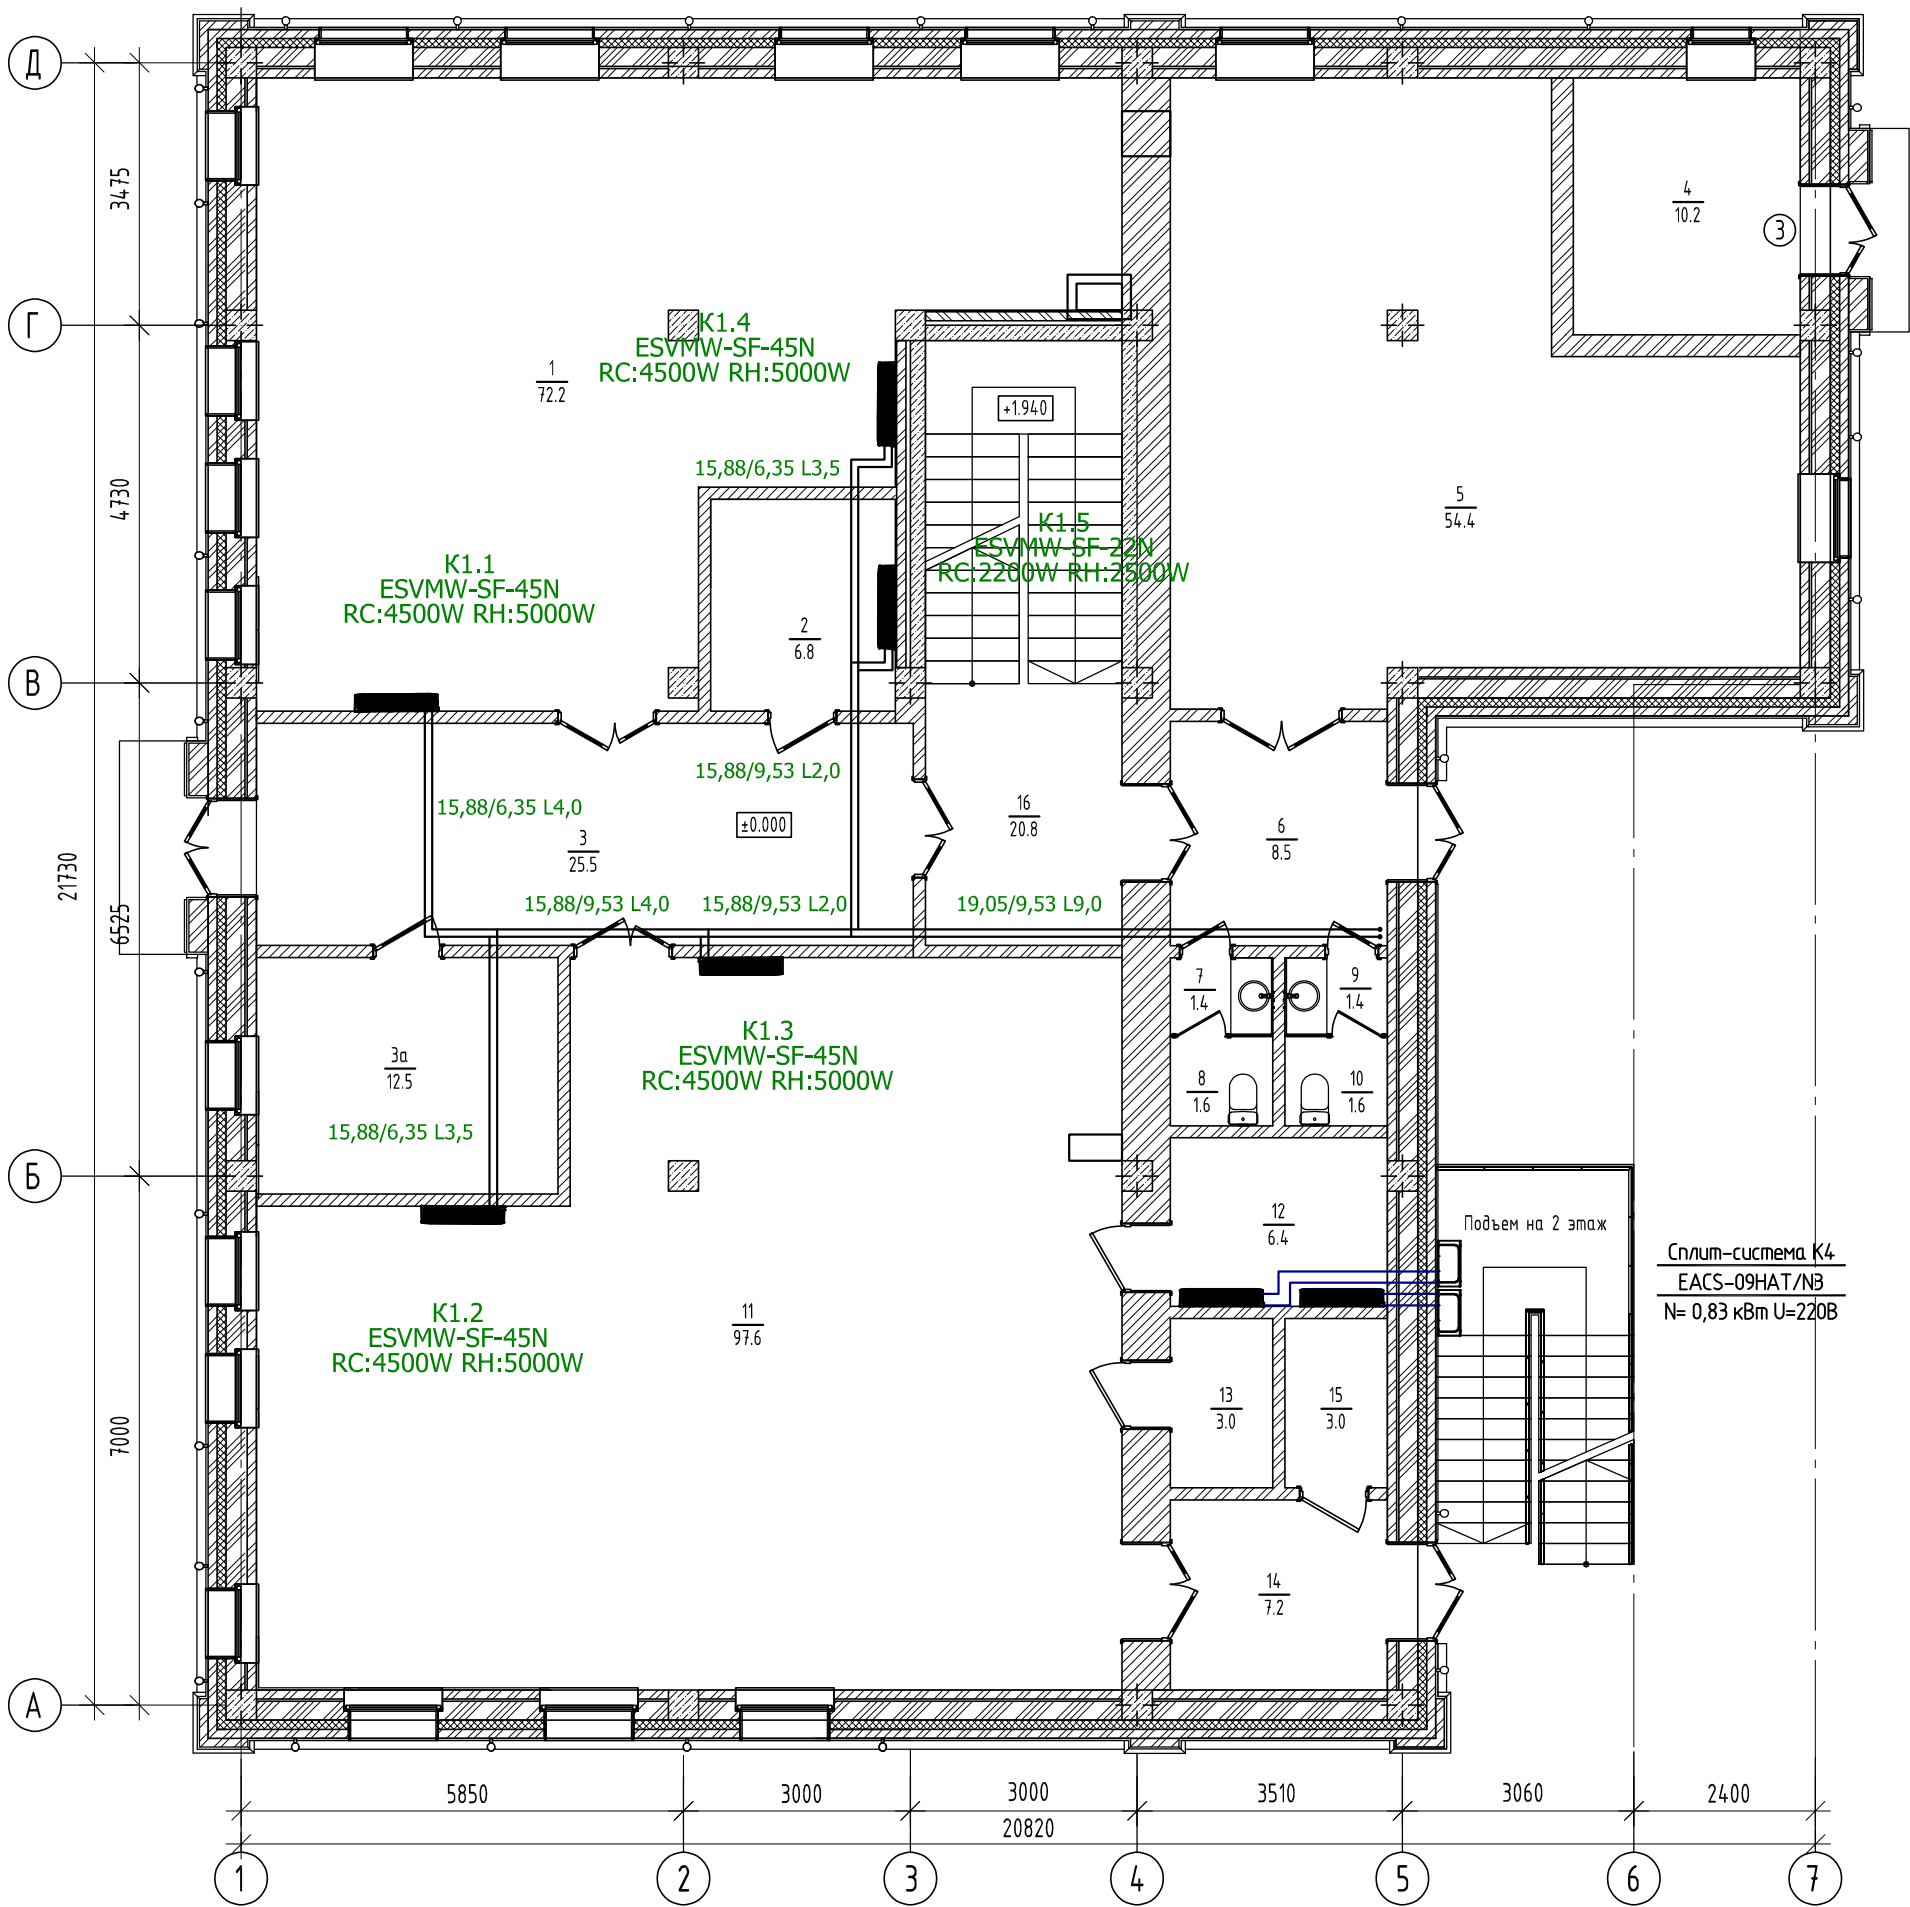 Д
3475
4
10.2
3
Г
К1.4
ESVMW-SF-45N
RC:4500W RH:5000W
1
72.2
+1.940
15,88/6,35 L3,5
4730
5
54.4
К1.5
ESVMW-SF-22N
RC:2200W RH:2500W
К1.1
ESVMW-SF-45N
RC:4500W RH:5000W
2
6.8
В
15,88/9,53 L2,0
15,88/6,35 L4,0
±0.000
3
25.5
16
20.8
6
8.5
21730
6525
15,88/9,53 L4,0
15,88/9,53 L2,0
19,05/9,53 L9,0
7
1.4
9
1.4
К1.3
ESVMW-SF-45N
RC:4500W RH:5000W
3а
12.5
8
1.6
10
1.6
15,88/6,35 L3,5
Б
12
6.4
Подъем на 2 этаж
Сплит-система К4
EACS-09HAT/N3
N= 0,83 кВт U=220В
К1.2
ESVMW-SF-45N
RC:4500W RH:5000W
11
97.6
13
3.0
15
3.0
7000
14
7.2
А
5850
3000
3000
3510
3060
2400
20820
1
2
3
4
5
6
7